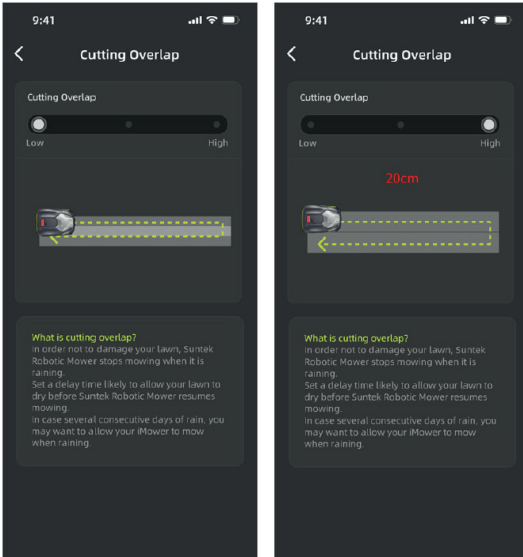 9:41
Cutting Overlap
Cutting Overlap
Low High
What is cutting overlap?
In order not to damage your lawn, Suntek
Robotic Mower stops mowing when it is
raining.
Set a delay time likely to allow your lawn to
dry before Suntek Robotic Mower resumes
mowing.
In case several consecutive days of rain, you
may want to allow your iMower to mow
when raining.
9:41
Cutting Overlap
Cutting Overlap
Low High
20cm
What is cutting overlap?
In order not to damage your lawn, Suntek
Robotic Mower stops mowing when it is
raining.
Set a delay time likely to allow your lawn to
dry before Suntek Robotic Mower resumes
mowing.
In case several consecutive days of rain, you
may want to allow your iMower to mow
when raining.